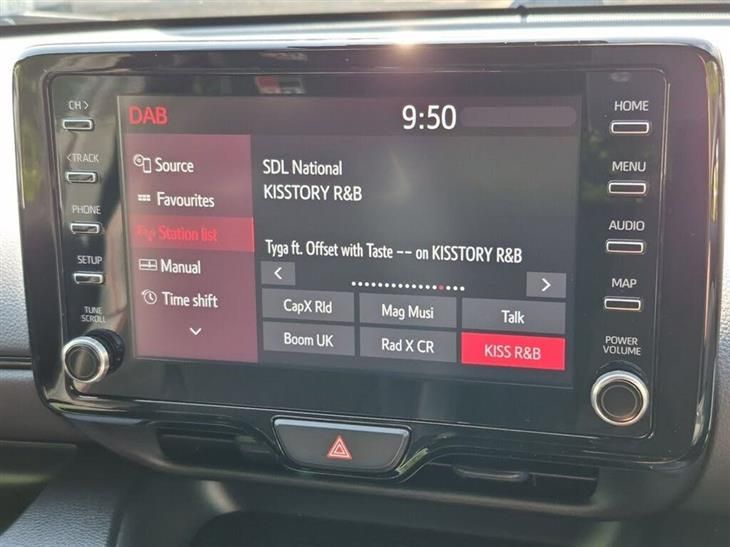 CH>
<TRACK
PHONE
SETUP
TUNE
SCROLL
DAB
9:50
Source
Favourites
Station list
Manual
Time shift
SDL National
KISSTORY R&B
Tyga ft. Offset with Taste -- on KISSTORY R&B
< >
CapX Rld
Mag Musi
Talk
Boom UK
Rad X CR
KISS R&B
HOME
MENU
AUDIO
MAP
POWER
VOLUME